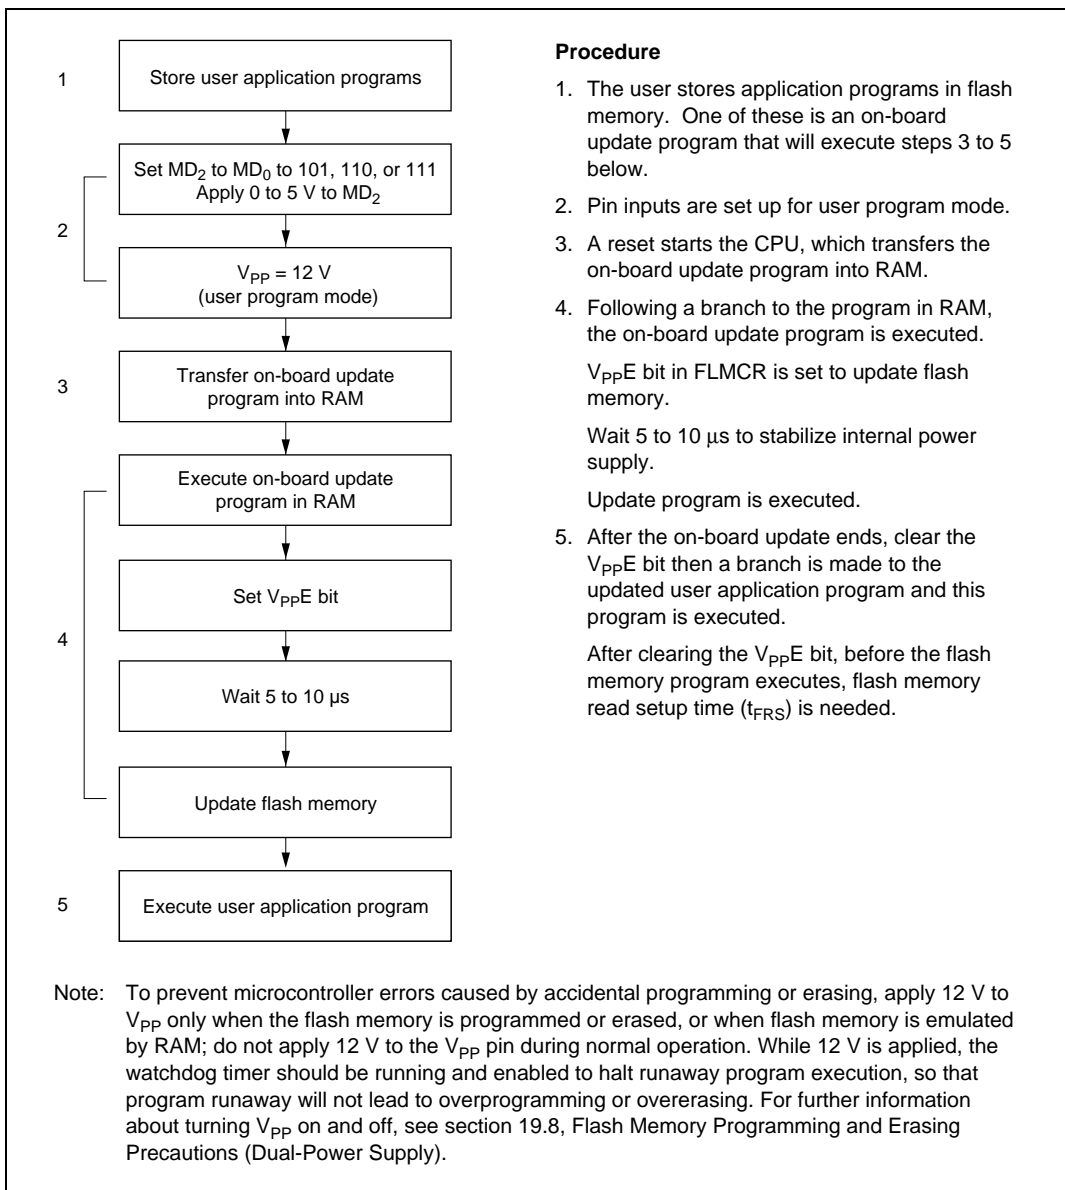 1
Store user application programs
2
Set MD2 to MD0 to 101, 110, or 111
Apply 0 to 5 V to MD2
VPP = 12 V
(user program mode)
3
Transfer on-board update
program into RAM
4
Execute on-board update
program in RAM
Set VPPE bit
Wait 5 to 10 µs
Update flash memory
5
Execute user application program
Procedure
1. The user stores application programs in flash
memory. One of these is an on-board
update program that will execute steps 3 to 5
below.
2. Pin inputs are set up for user program mode.
3. A reset starts the CPU, which transfers the
on-board update program into RAM.
4. Following a branch to the program in RAM,
the on-board update program is executed.
VPPE bit in FLMCR is set to update flash
memory.
Wait 5 to 10 µs to stabilize internal power
supply.
Update program is executed.
5. After the on-board update ends, clear the
VPPE bit then a branch is made to the
updated user application program and this
program is executed.
After clearing the VPPE bit, before the flash
memory program executes, flash memory
read setup time (tFRS) is needed.
Note: To prevent microcontroller errors caused by accidental programming or erasing, apply 12 V to
VPP only when the flash memory is programmed or erased, or when flash memory is emulated
by RAM; do not apply 12 V to the VPP pin during normal operation. While 12 V is applied, the
watchdog timer should be running and enabled to halt runaway program execution, so that
program runaway will not lead to overprogramming or overerasing. For further information
about turning VPP on and off, see section 19.8, Flash Memory Programming and Erasing
Precautions (Dual-Power Supply).